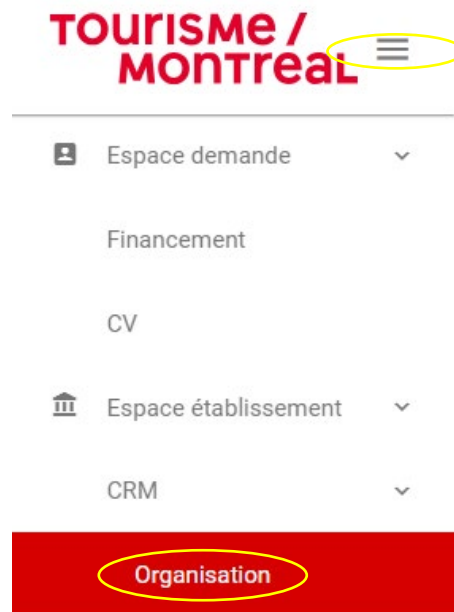 TOURISME /
MONTREAL
Espace demande
Financement
CV
Espace établissement
CRM
Organisation